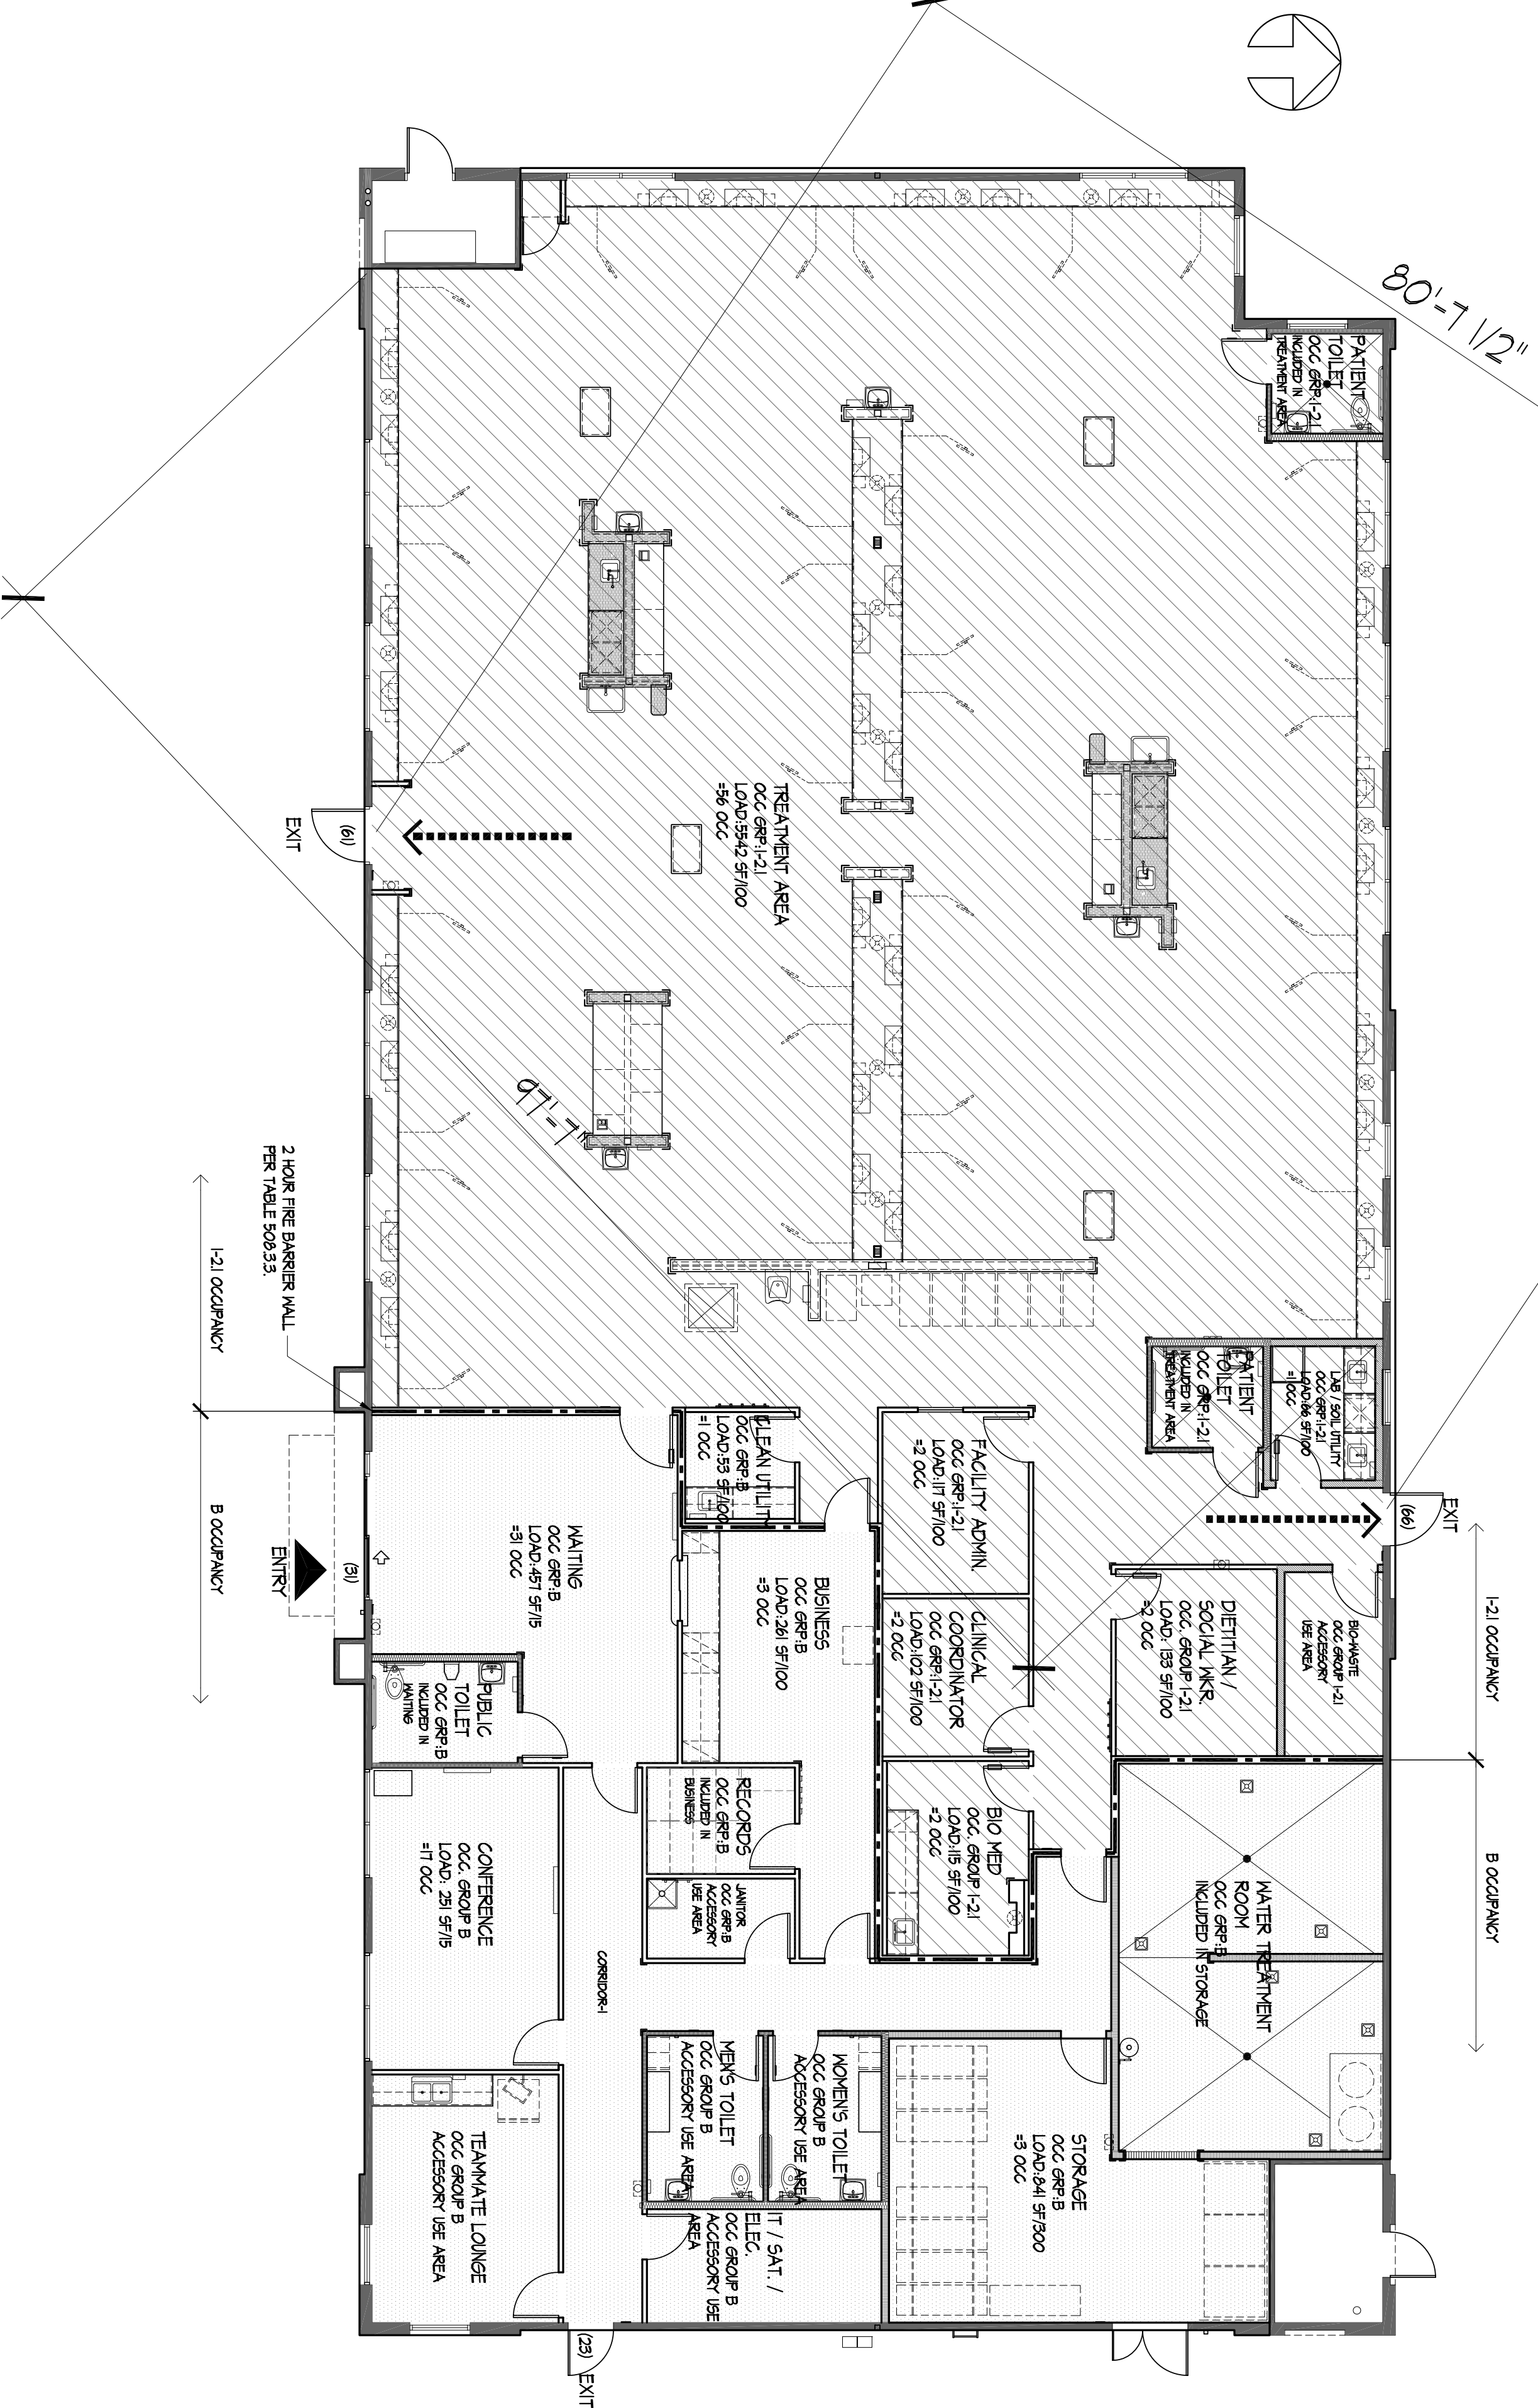 80'-7 1/2"
PATIENT
TOILET
OCC GRP:I-2.1
INCLUDED IN
TREATMENT AREA
TREATMENT AREA
OCC GRP:I-2.1
LOAD:5542 SF/100
=56 OCC
(61)
EXIT
97'-7"
2 HOUR FIRE BARRIER WALL
PER TABLE 508.3.3.
I-2.1 OCCUPANCY
B OCCUPANCY
PATIENT
TOILET
OCC GRP:I-2.1
INCLUDED IN
TREATMENT AREA
LAB / SOIL UTILITY
OCC GRP:I-2.1
LOAD:66 SF/100
=1 OCC
EXIT
(66)
I-2.1 OCCUPANCY
B OCCUPANCY
CLEAN UTILITY
OCC GRP:B
LOAD:53 SF/100
=1 OCC
FACILITY ADMIN.
OCC GRP:I-2.1
LOAD:117 SF/100
=2 OCC
WAITING
OCC GRP:B
LOAD:457 SF/15
=31 OCC
(31)
ENTRY
BUSINESS
OCC GRP:B
LOAD:261 SF/100
=3 OCC
CLINICAL
COORDINATOR
OCC GRP:I-2.1
LOAD:102 SF/100
=2 OCC
DIETITIAN /
SOCIAL WKR.
OCC. GROUP I-2.1
LOAD: 133 SF/100
=2 OCC
BIO-WASTE
OCC GROUP I-2.1
ACCESSORY
USE AREA
PUBLIC
TOILET
OCC GRP:B
INCLUDED IN
WAITING
RECORDS
OCC GRP:B
INCLUDED IN
BUSINESS
BIO MED
OCC. GROUP I-2.1
LOAD:115 SF/100
=2 OCC
WATER TREATMENT
ROOM
OCC GRP:B
INCLUDED IN STORAGE
CONFERENCE
OCC. GROUP B
LOAD: 251 SF/15
=17 OCC
JANITOR
OCC GRP:B
ACCESSORY
USE AREA
CORRIDOR-1
MEN'S TOILET
OCC GROUP B
ACCESSORY USE AREA
WOMEN'S TOILET
OCC GROUP B
ACCESSORY USE AREA
STORAGE
OCC GRP:B
LOAD:841 SF/300
=3 OCC
TEAMMATE LOUNGE
OCC GROUP B
ACCESSORY USE AREA
IT / SAT. /
ELEC.
OCC GROUP B
ACCESSORY USE
AREA
(23)
EXIT